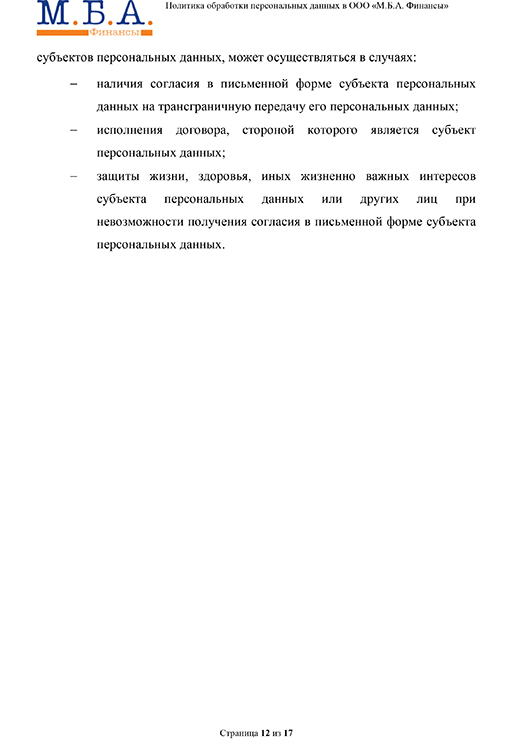 М.Б.А.
Финансы
Политика обработки персональных данных в ООО «М.Б.А. Финансы»
субъектов персональных данных, может осуществляться в случаях:
– наличия согласия в письменной форме субъекта персональных
данных на трансграничную передачу его персональных данных;
– исполнения договора, стороной которого является субъект
персональных данных;
– защиты жизни, здоровья, иных жизненно важных интересов
субъекта персональных данных или других лиц при
невозможности получения согласия в письменной форме субъекта
персональных данных.
Страница 12 из 17